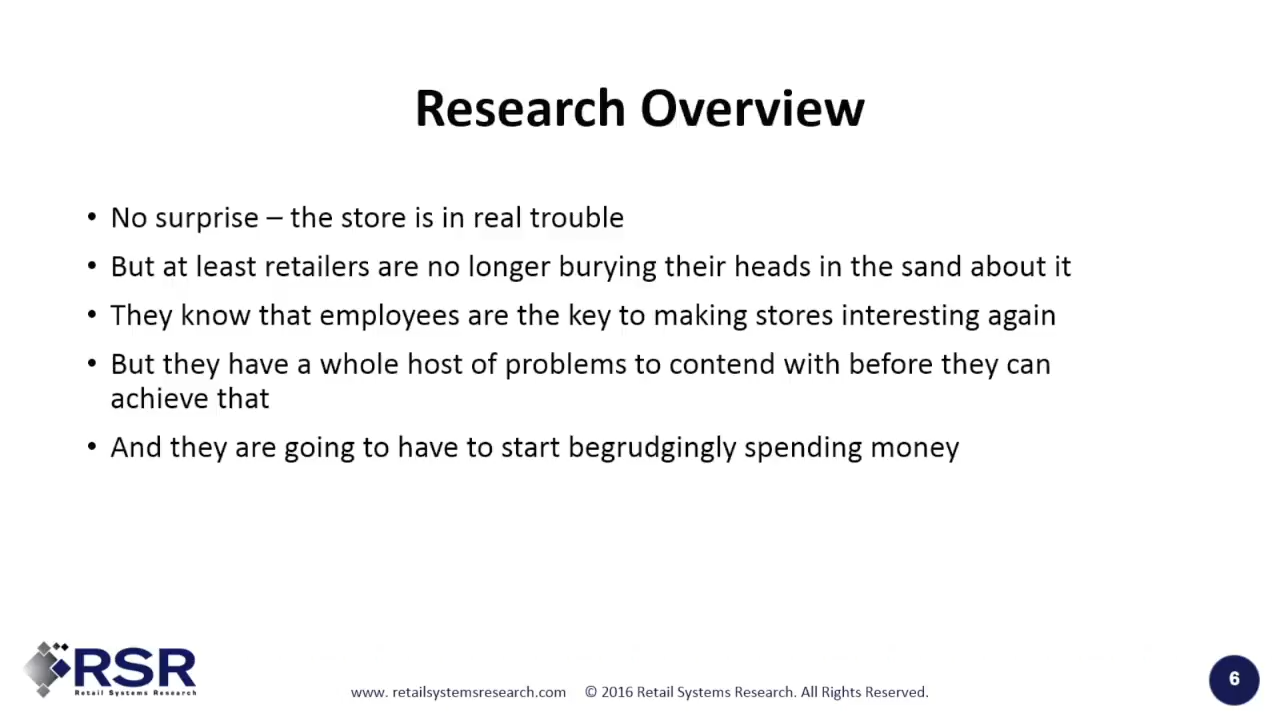 Research Overview
• No surprise – the store is in real trouble
• But at least retailers are no longer burying their heads in the sand about it
• They know that employees are the key to making stores interesting again
• But they have a whole host of problems to contend with before they can
achieve that
• And they are going to have to start begrudgingly spending money
RSR
Retail Systems Research
www. retailsystemsresearch.com © 2016 Retail Systems Research. All Rights Reserved.
6